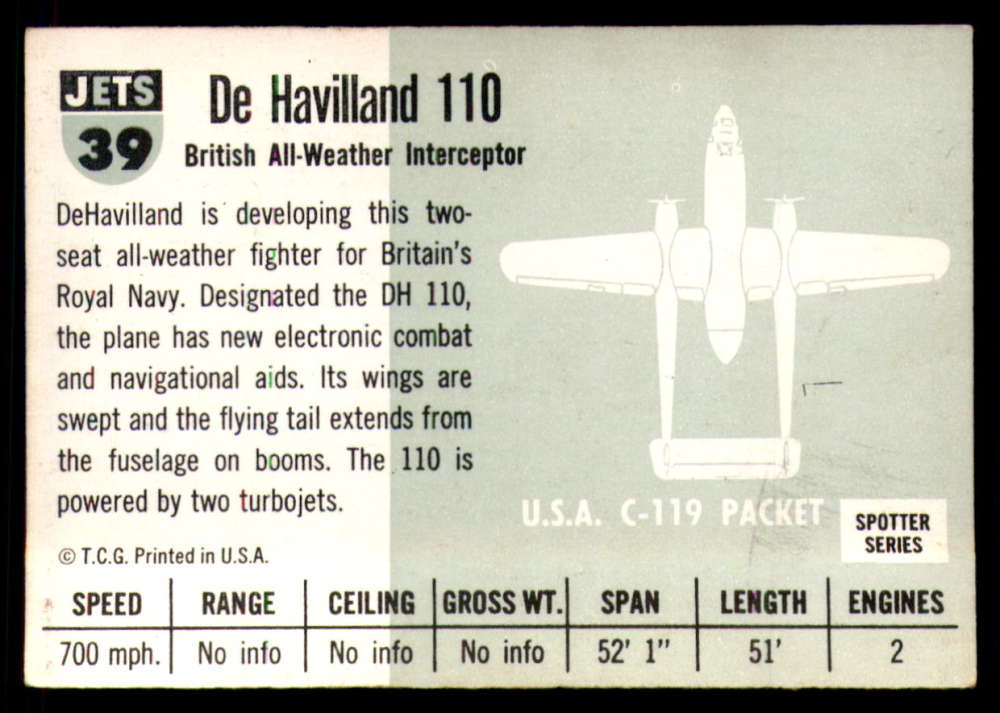 JETS
39
De Havilland 110
British All-Weather Interceptor
DeHavilland is developing this two-
seat all-weather fighter for Britain's
Royal Navy. Designated the DH 110,
the plane has new electronic combat
and navigational aids. Its wings are
swept and the flying tail extends from
the fuselage on booms. The 110 is
powered by two turbojets.
© T.C.G. Printed in U.S.A.
U.S.A. C-119 PACKET
SPOTTER
SERIES
SPEED RANGE CEILING GROSS WT. SPAN LENGTH ENGINES
700 mph. No info No info No info 52' 1" 51' 2